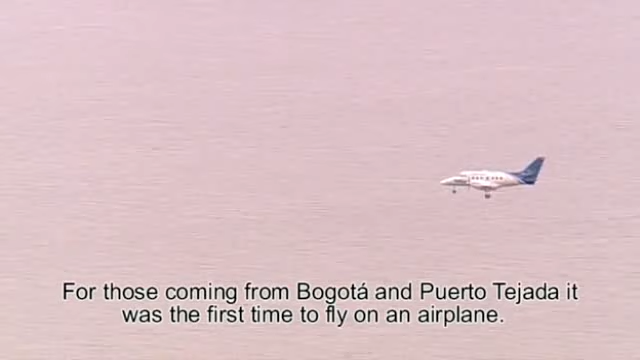 For those coming from Bogotá and Puerto Tejada it
was the first time to fly on an airplane.